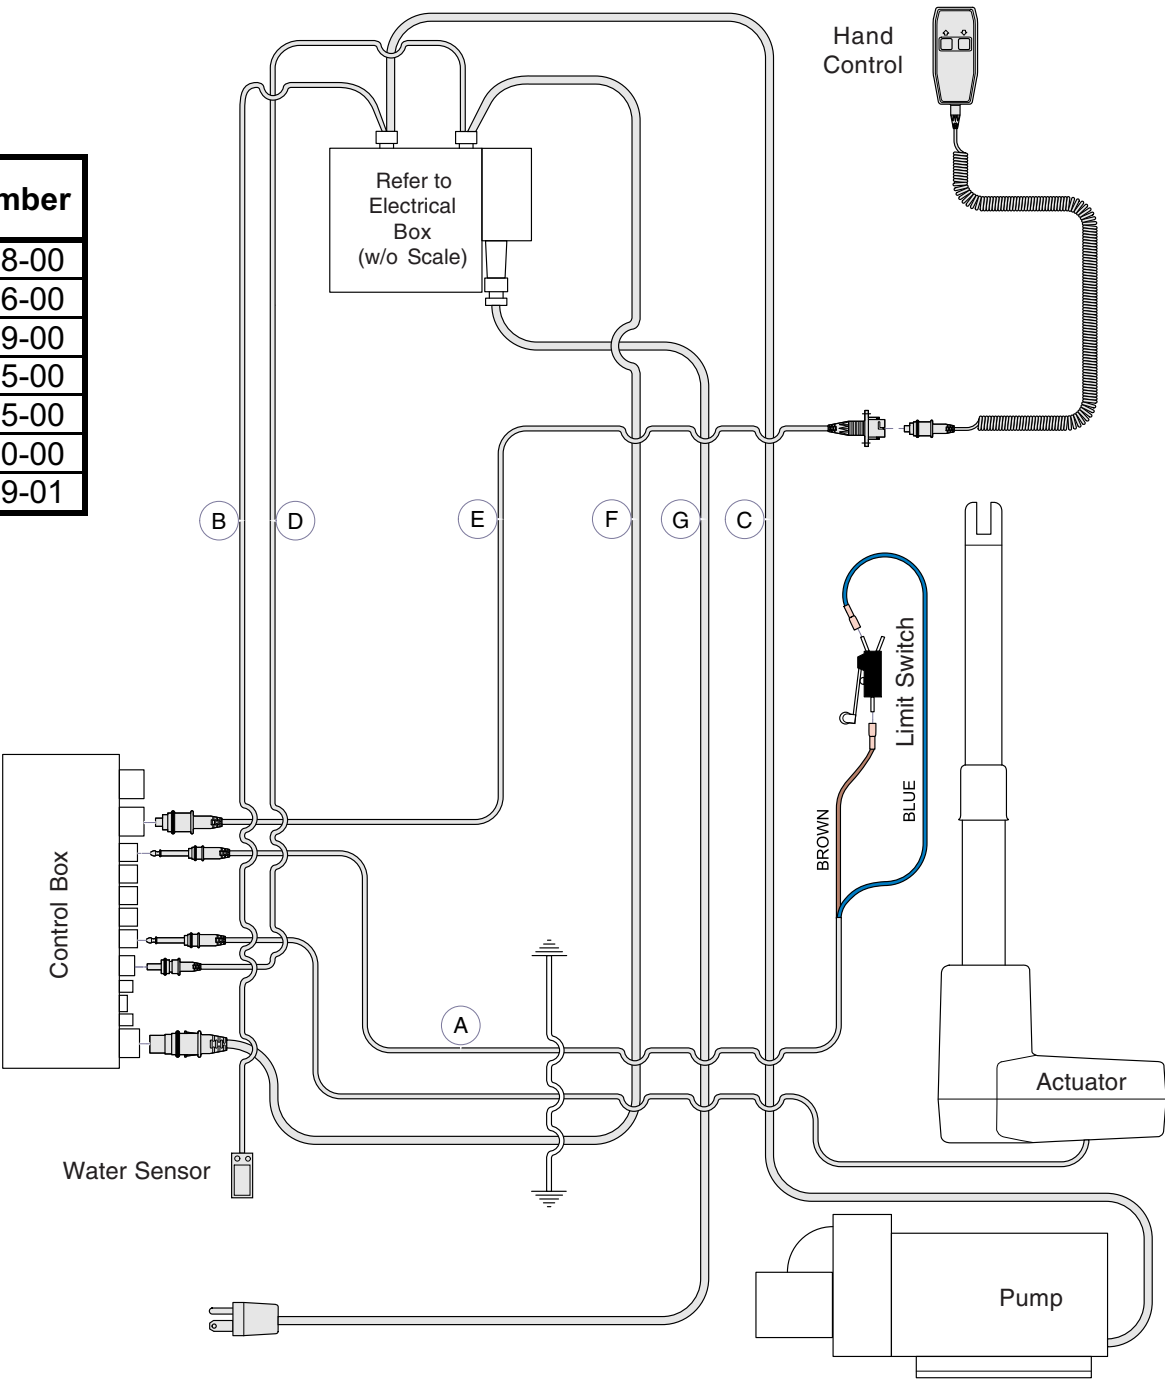 Hand
Control
Refer to
Electrical
Box
(w/o Scale)
mber
8-00
6-00
9-00
5-00
5-00
0-00
9-01
B
D
E
F
G
C
Limit Switch
BLUE
BROWN
Control Box
A
Actuator
Water Sensor
Pump